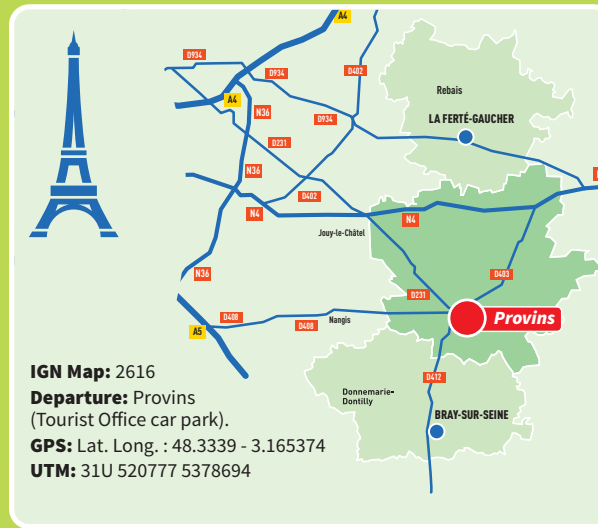 A4
D934
D934
D402
A4
N36
D934
D231
Rebais
LA FERTÉ-GAUCHER
N36
D402
N4
N4
Jouy-le-Châtel
N36
D403
D231
Provins
D408
D408
Nangis
A5
D412
Donnemarie-
Dontilly
BRAY-SUR-SEINE
IGN Map: 2616
Departure: Provins
(Tourist Office car park).
GPS: Lat. Long. : 48.3339 - 3.165374
UTM: 31U 520777 5378694